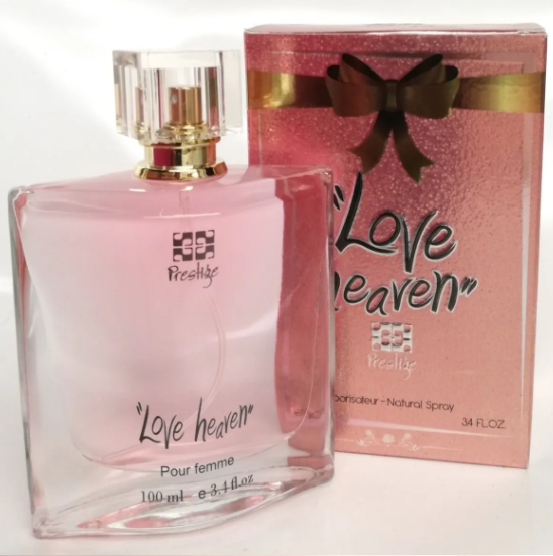 Prestige
"Love heaven"
Pour femme
100 ml e 3.4 fl.oz
"Love
heaven"
Prestige
- Natural Spray
34 FL.OZ.